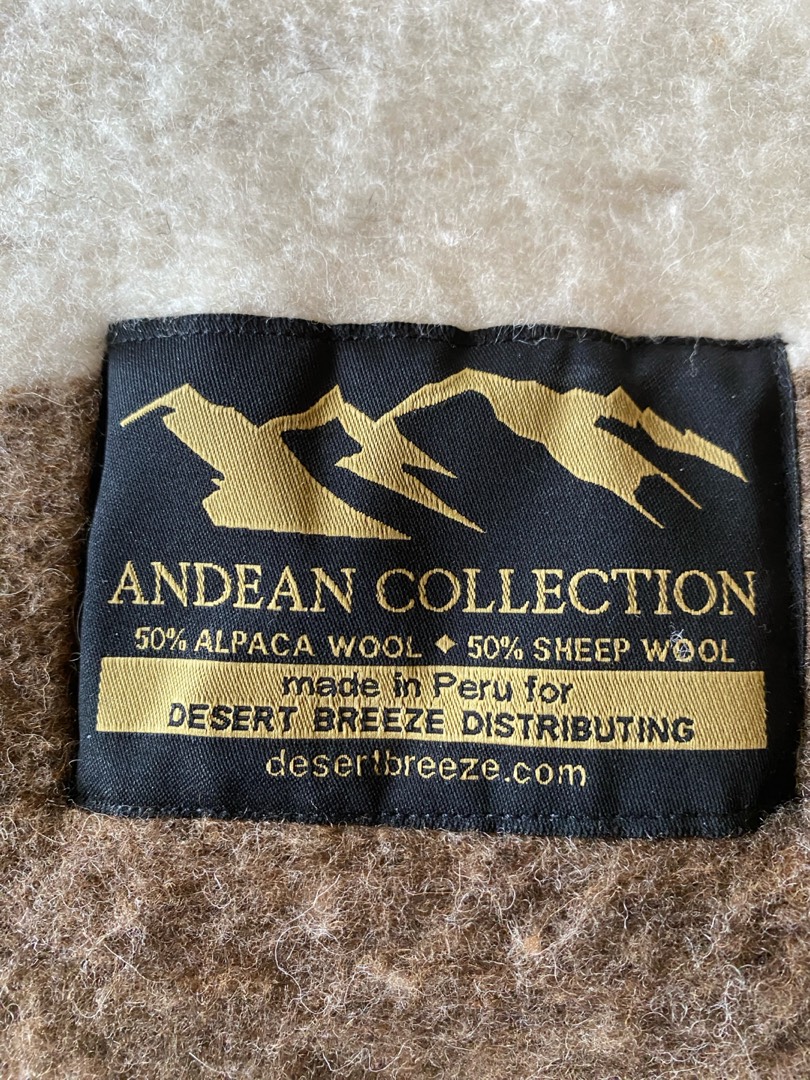 ANDEAN COLLECTION
50% ALPACA WOOL ◆ 50% SHEEP WOOL
made in Peru for
DESERT BREEZE DISTRIBUTING
desertbreeze.com